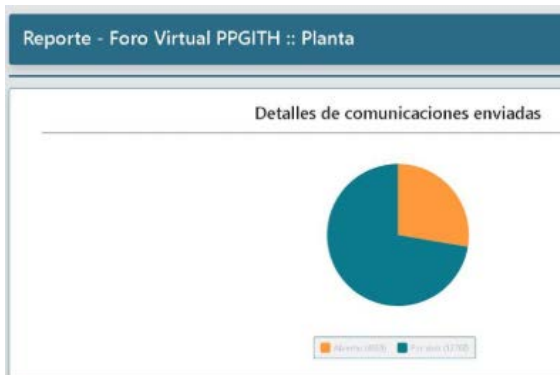 Reporte - Foro Virtual PPGITH :: Planta
Detalles de comunicaciones enviadas